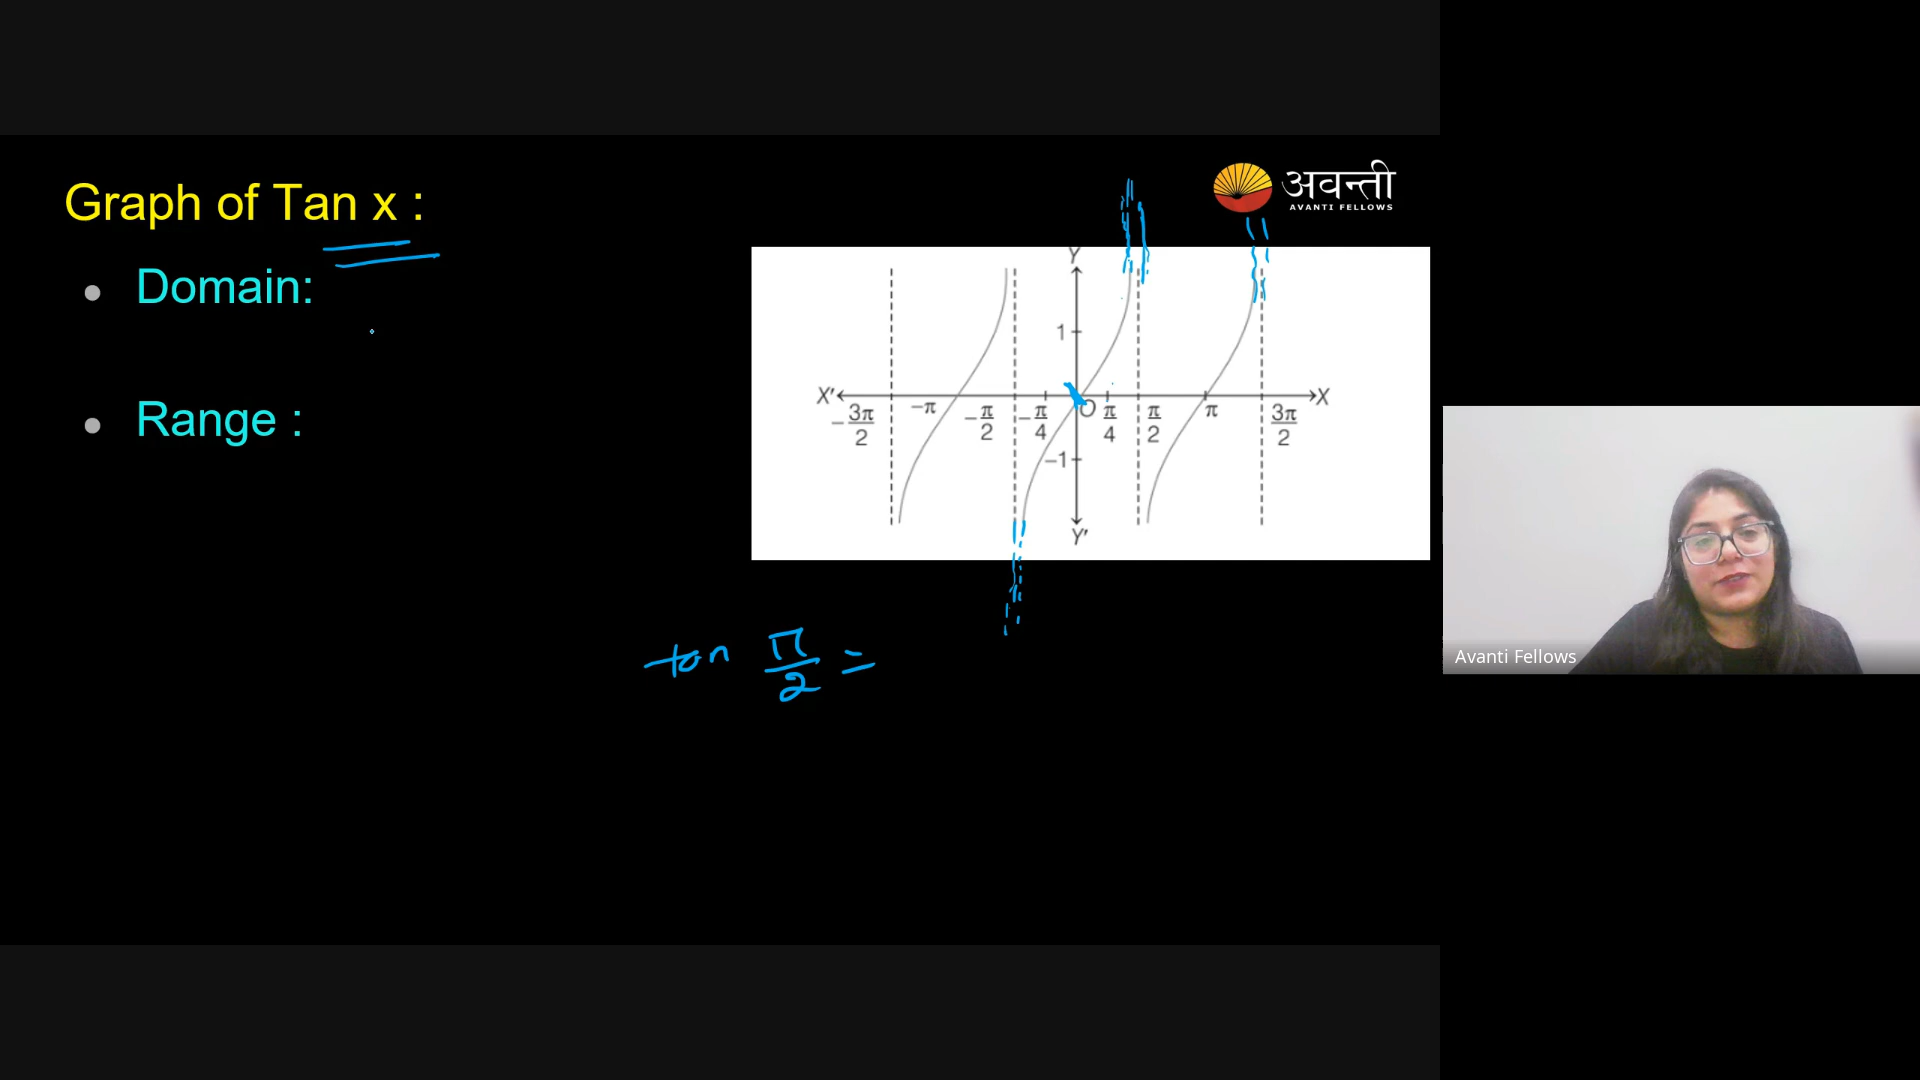 Graph of Tan x :
अवन्ती
AVANTI FELLOWS
• Domain:
• Range :
Y
1
X' -3π/2 -π -π/2 -π/4 O π/4 π/2 π 3π/2 X
-1
Y'
tan π/2 =
Avanti Fellows